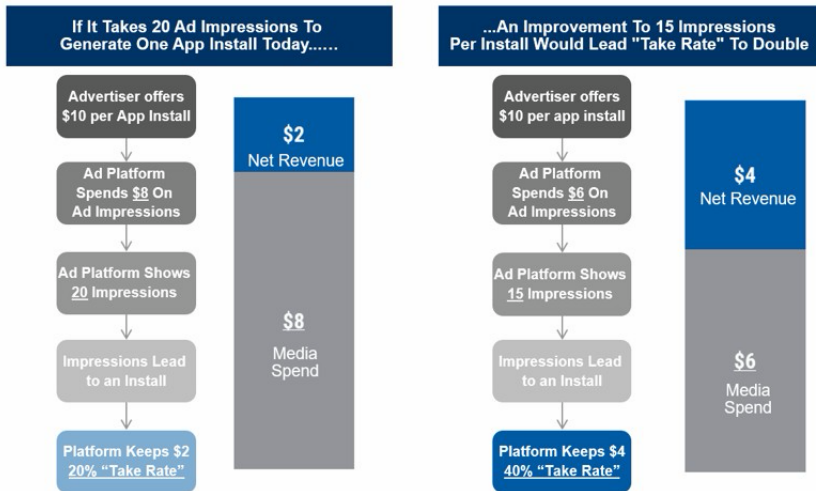 If It Takes 20 Ad Impressions To
Generate One App Install Today......
Advertiser offers
$10 per App Install
Ad Platform
Spends $8 On
Ad Impressions
Ad Platform Shows
20 Impressions
Impressions Lead
to an Install
Platform Keeps $2
20% “Take Rate”
$2
Net Revenue
$8
Media
Spend
...An Improvement To 15 Impressions
Per Install Would Lead "Take Rate" To Double
Advertiser offers
$10 per app install
Ad Platform
Spends $6 On
Ad Impressions
Ad Platform Shows
15 Impressions
Impressions Lead
to an Install
Platform Keeps $4
40% “Take Rate”
$4
Net Revenue
$6
Media
Spend